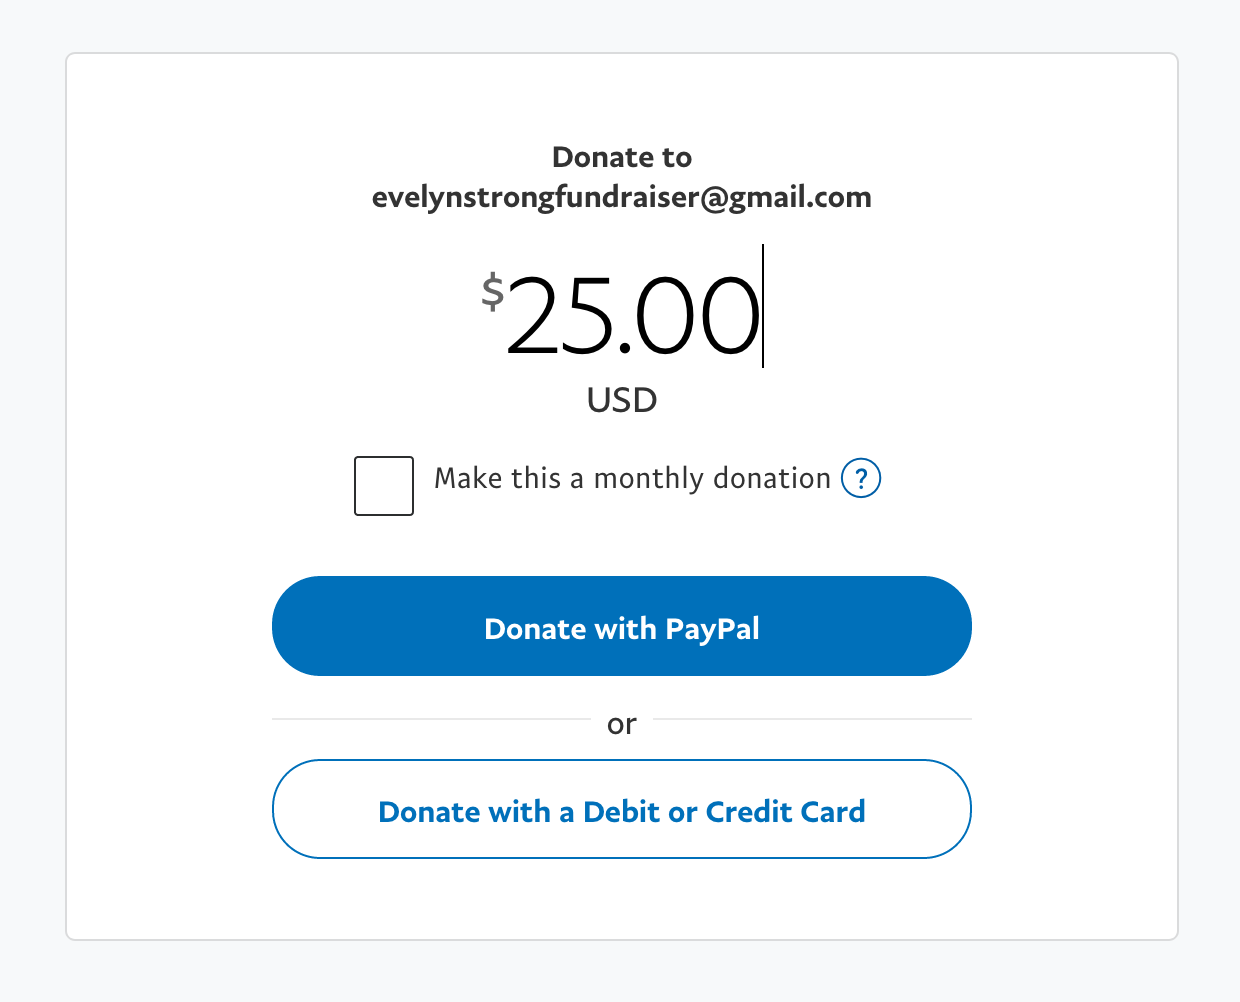 Donate to
evelynstrongfundraiser@gmail.com
$25.00
USD
Make this a monthly donation ?
Donate with PayPal
or
Donate with a Debit or Credit Card